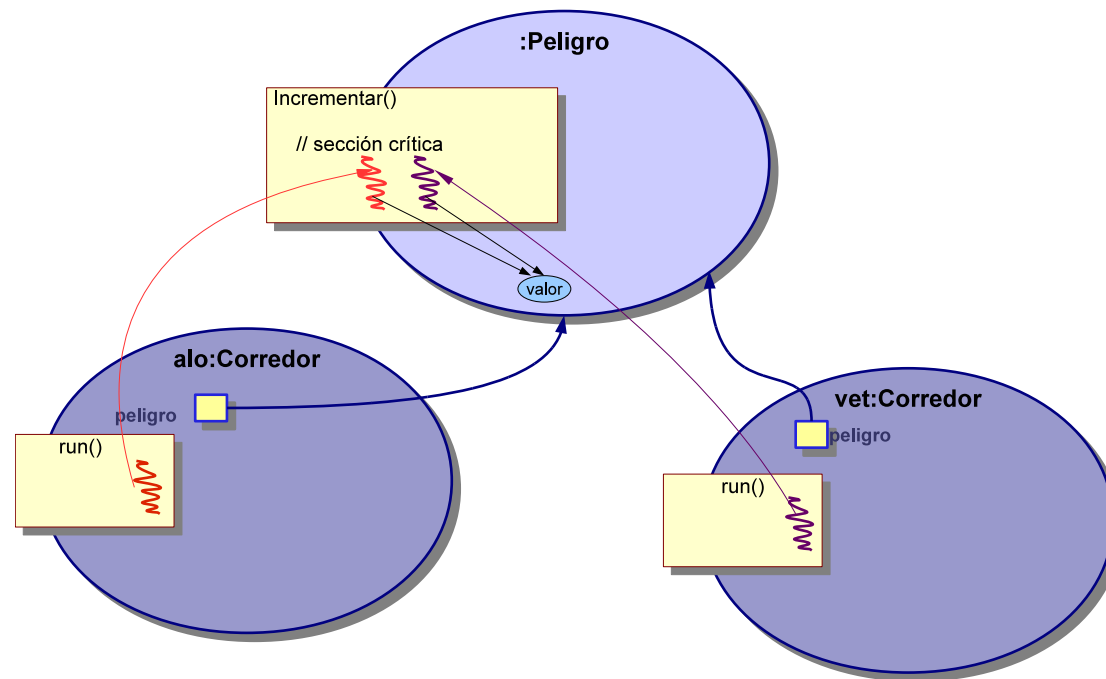 :Peligro
Incrementar()
// sección crítica
valor
alo:Corredor
peligro
run()
vet:Corredor
peligro
run()